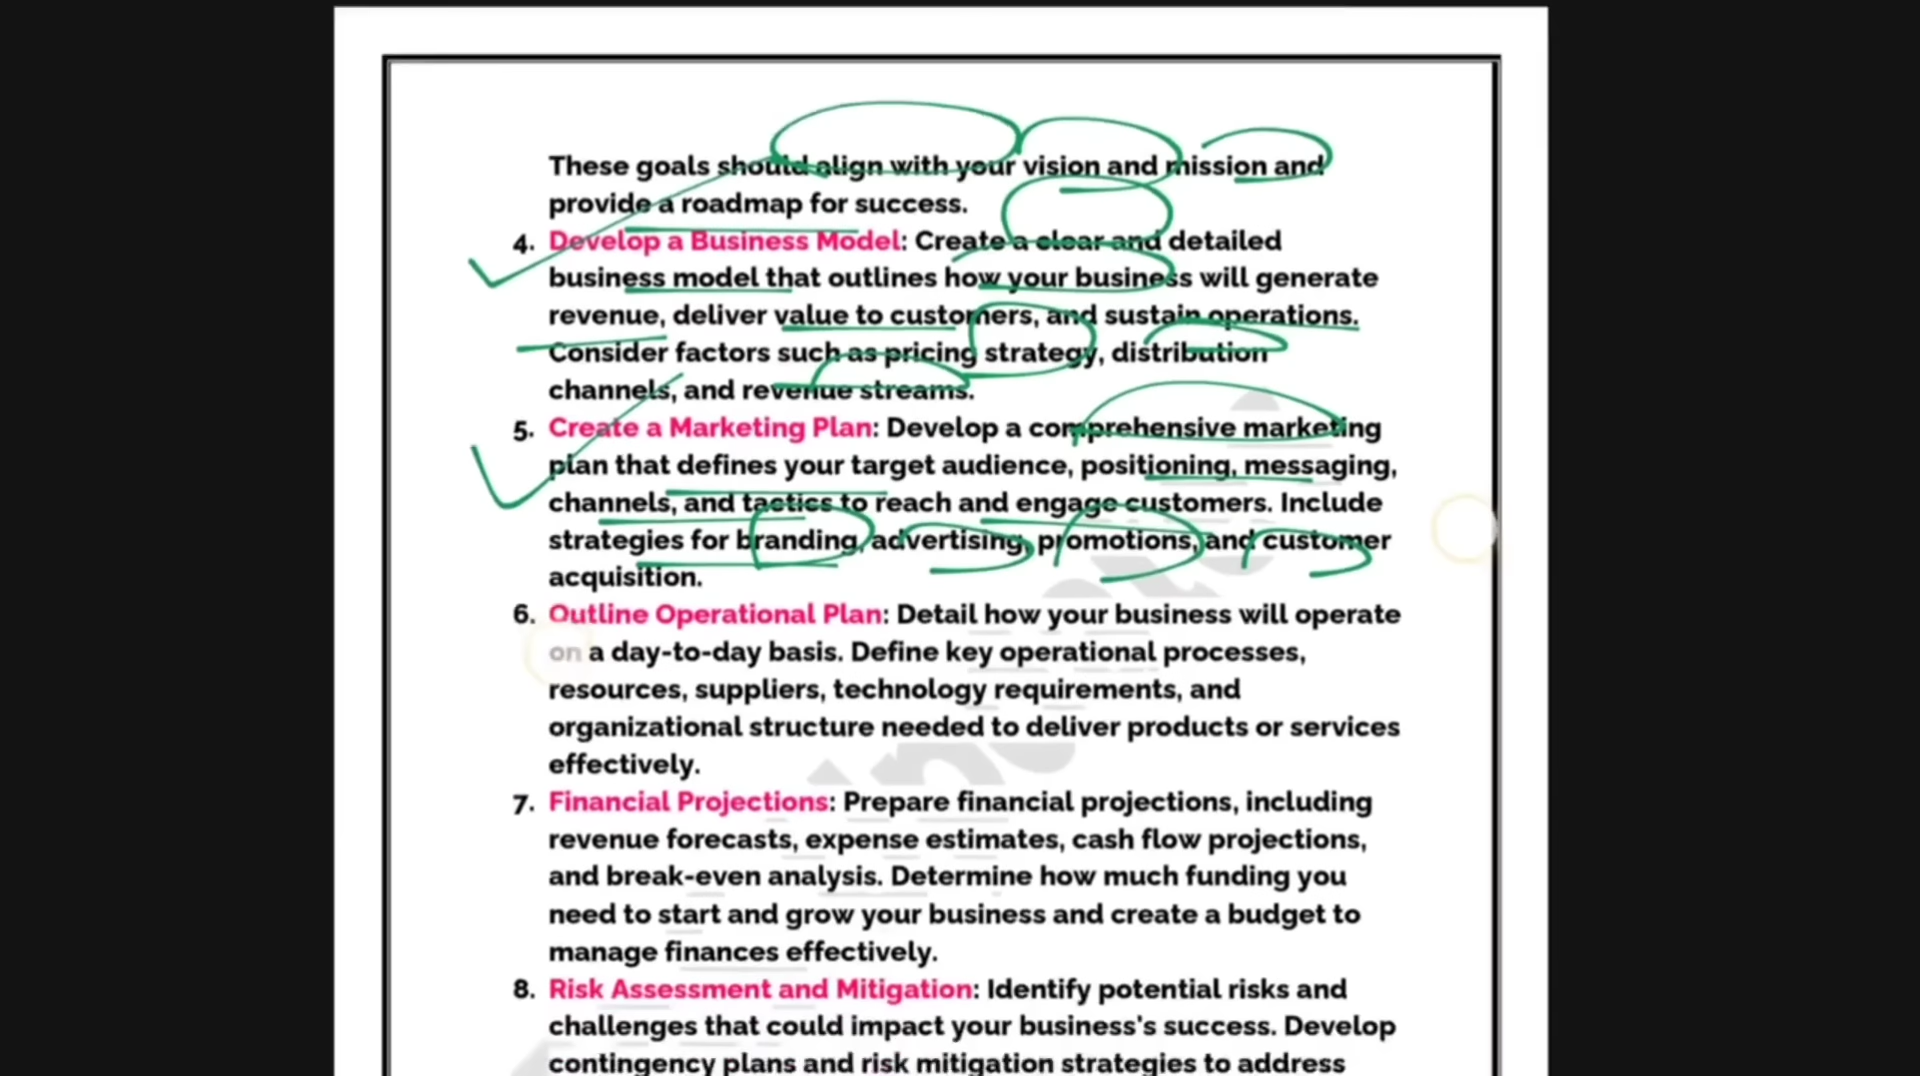 These goals should align with your vision and mission and
provide a roadmap for success.
4. Develop a Business Model: Create a clear and detailed
business model that outlines how your business will generate
revenue, deliver value to customers, and sustain operations.
Consider factors such as pricing strategy, distribution
channels, and revenue streams.
5. Create a Marketing Plan: Develop a comprehensive marketing
plan that defines your target audience, positioning, messaging,
channels, and tactics to reach and engage customers. Include
strategies for branding, advertising, promotions, and customer
acquisition.
6. Outline Operational Plan: Detail how your business will operate
on a day-to-day basis. Define key operational processes,
resources, suppliers, technology requirements, and
organizational structure needed to deliver products or services
effectively.
7. Financial Projections: Prepare financial projections, including
revenue forecasts, expense estimates, cash flow projections,
and break-even analysis. Determine how much funding you
need to start and grow your business and create a budget to
manage finances effectively.
8. Risk Assessment and Mitigation: Identify potential risks and
challenges that could impact your business's success. Develop
contingency plans and risk mitigation strategies to address